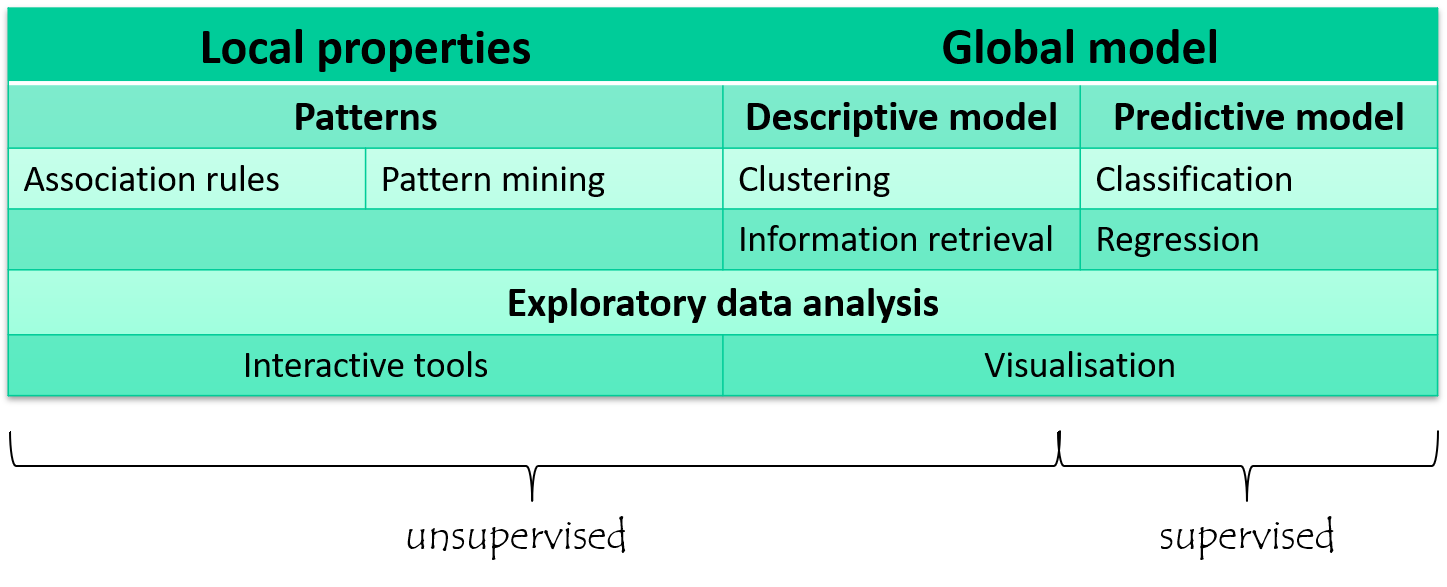 Local properties
Global model
Patterns
Descriptive model
Predictive model
Association rules
Pattern mining
Clustering
Classification
Information retrieval
Regression
Exploratory data analysis
Interactive tools
Visualisation
unsupervised
supervised